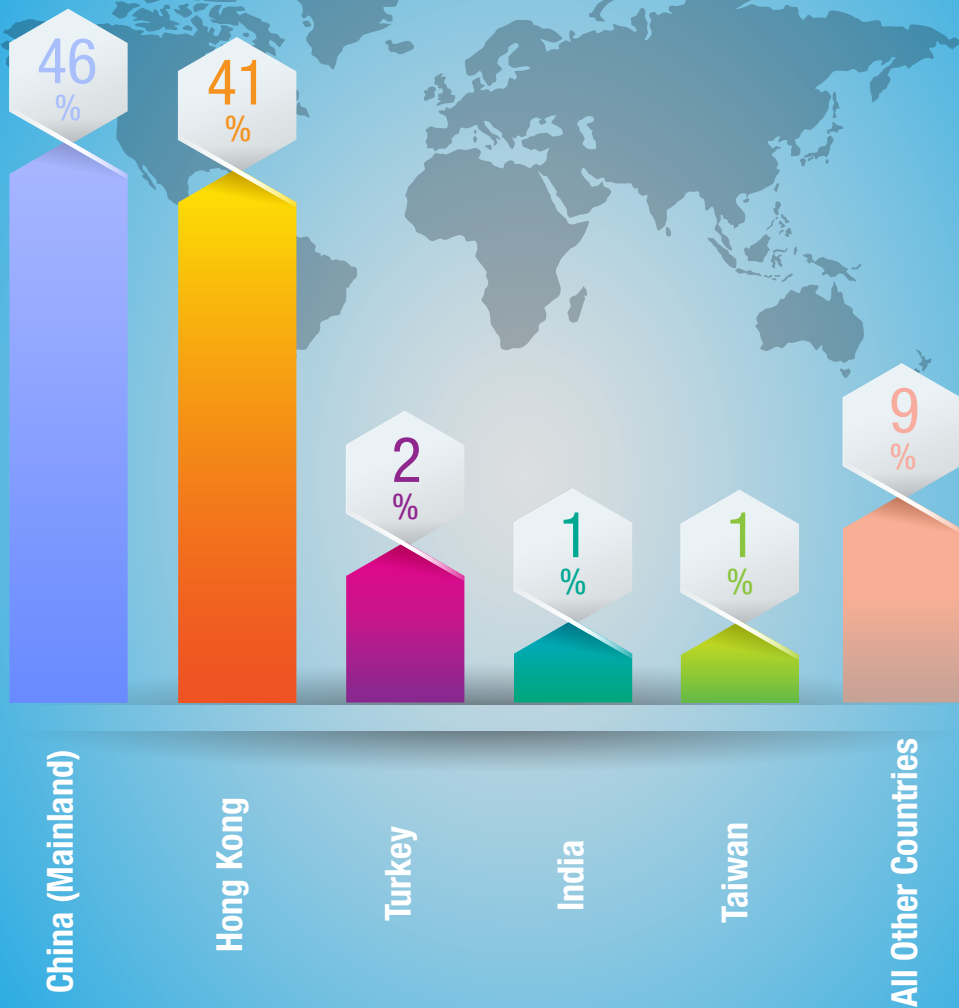 46
%
41
%
2
%
1
%
1
%
9
%
China (Mainland)
Hong Kong
Turkey
India
Taiwan
All Other Countries